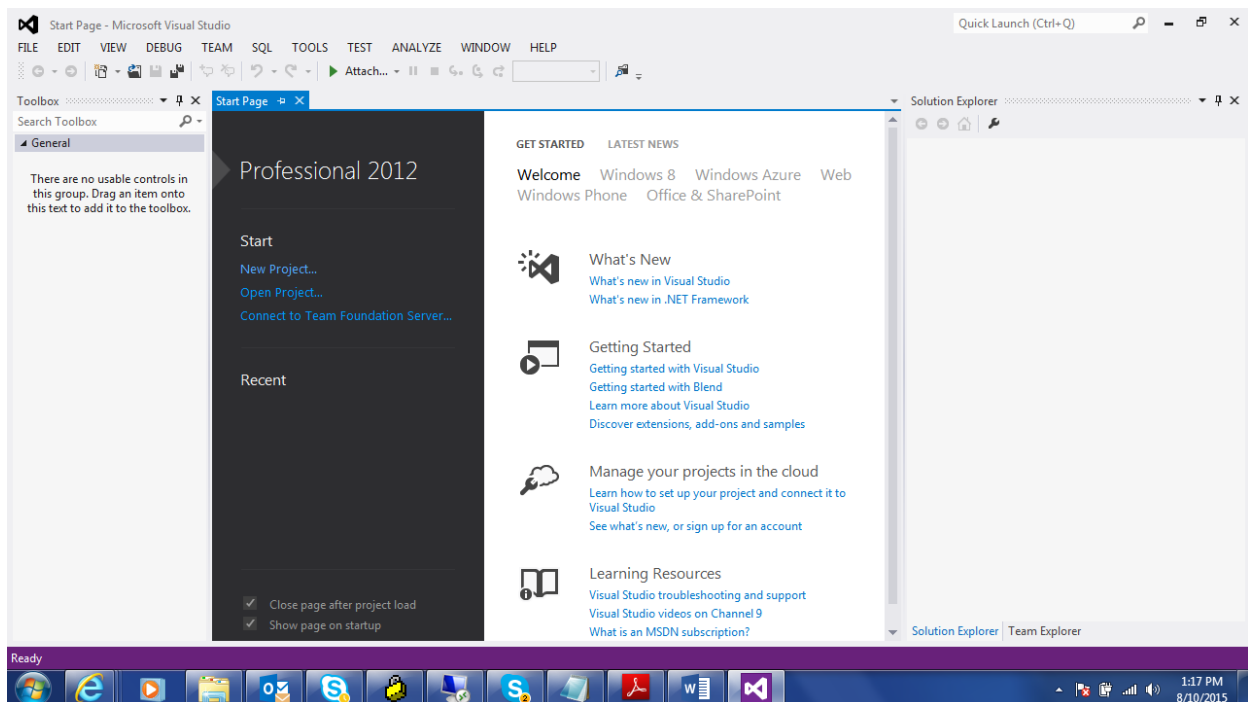 Start Page - Microsoft Visual Studio
Quick Launch (Ctrl+Q)
FILE EDIT VIEW DEBUG TEAM SQL TOOLS TEST ANALYZE WINDOW HELP
Attach...
Toolbox
Search Toolbox
General
There are no usable controls in
this group. Drag an item onto
this text to add it to the toolbox.
Start Page
Professional 2012
Start
New Project...
Open Project...
Connect to Team Foundation Server...
Recent
Close page after project load
Show page on startup
GET STARTED LATEST NEWS
Welcome Windows 8 Windows Azure Web
Windows Phone Office & SharePoint
What's New
What's new in Visual Studio
What's new in .NET Framework
Getting Started
Getting started with Visual Studio
Getting started with Blend
Learn more about Visual Studio
Discover extensions, add-ons and samples
Manage your projects in the cloud
Learn how to set up your project and connect it to
Visual Studio
See what's new, or sign up for an account
Learning Resources
Visual Studio troubleshooting and support
Visual Studio videos on Channel 9
What is an MSDN subscription?
Solution Explorer
Solution Explorer Team Explorer
Ready
1:17 PM
8/10/2015